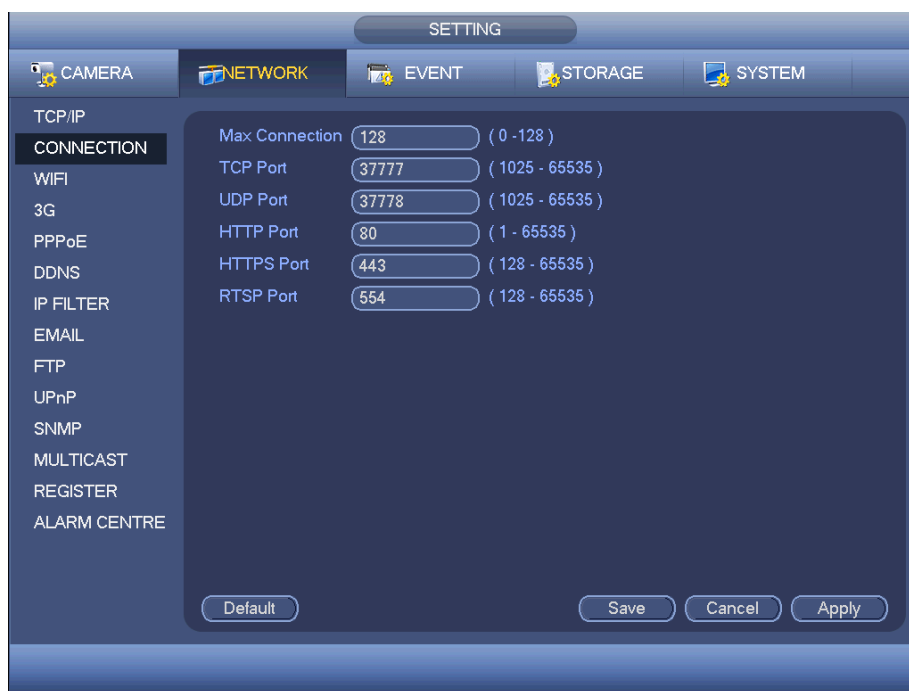 SETTING
CAMERA NETWORK EVENT STORAGE SYSTEM
TCP/IP
CONNECTION
WIFI
3G
PPPoE
DDNS
IP FILTER
EMAIL
FTP
UPnP
SNMP
MULTICAST
REGISTER
ALARM CENTRE
Max Connection 128 ( 0 -128 )
TCP Port 37777 ( 1025 - 65535 )
UDP Port 37778 ( 1025 - 65535 )
HTTP Port 80 ( 1 - 65535 )
HTTPS Port 443 ( 128 - 65535 )
RTSP Port 554 ( 128 - 65535 )
Default Save Cancel Apply